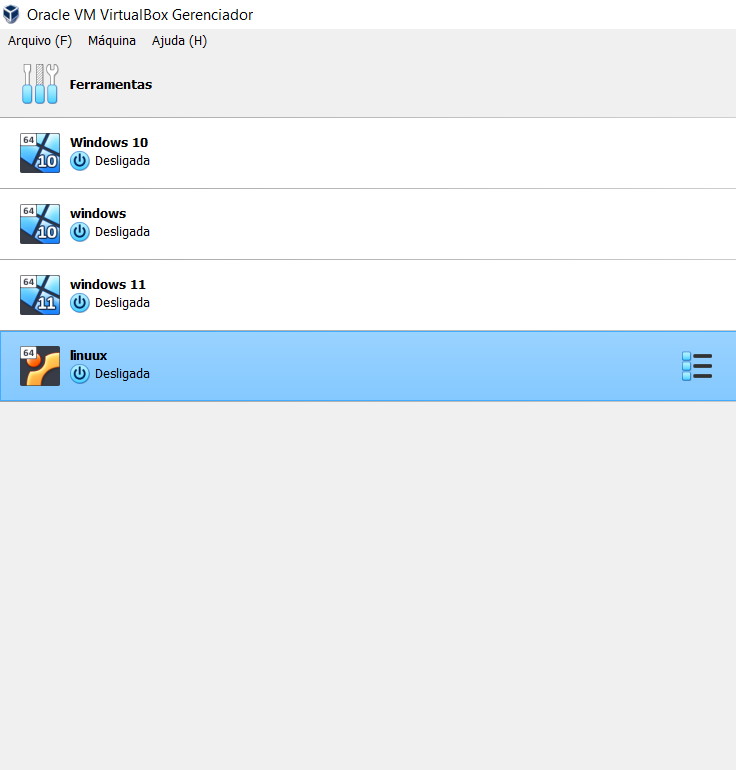 Oracle VM VirtualBox Gerenciador
Arquivo (F) Máquina Ajuda (H)
Ferramentas
64
10
Windows 10
Desligada
64
10
windows
Desligada
64
11
windows 11
Desligada
64
linuux
Desligada